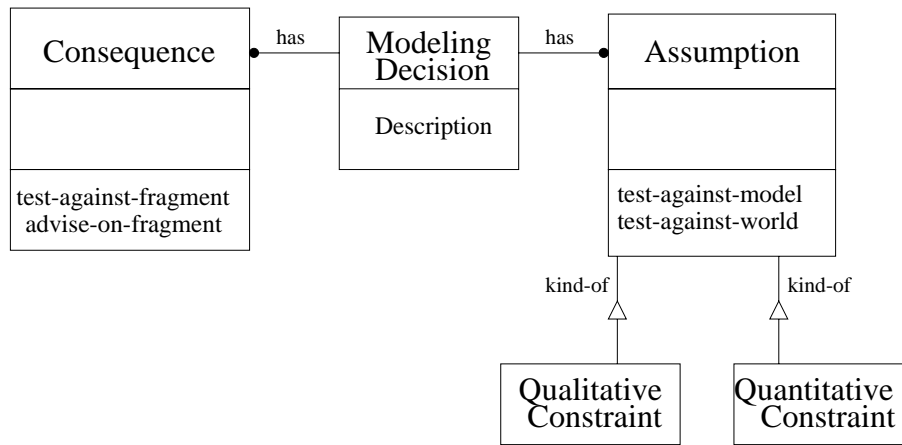 Consequence
test-against-fragment
advise-on-fragment
has
Modeling
Decision
Description
has
Assumption
test-against-model
test-against-world
kind-of
kind-of
Qualitative
Constraint
Quantitative
Constraint